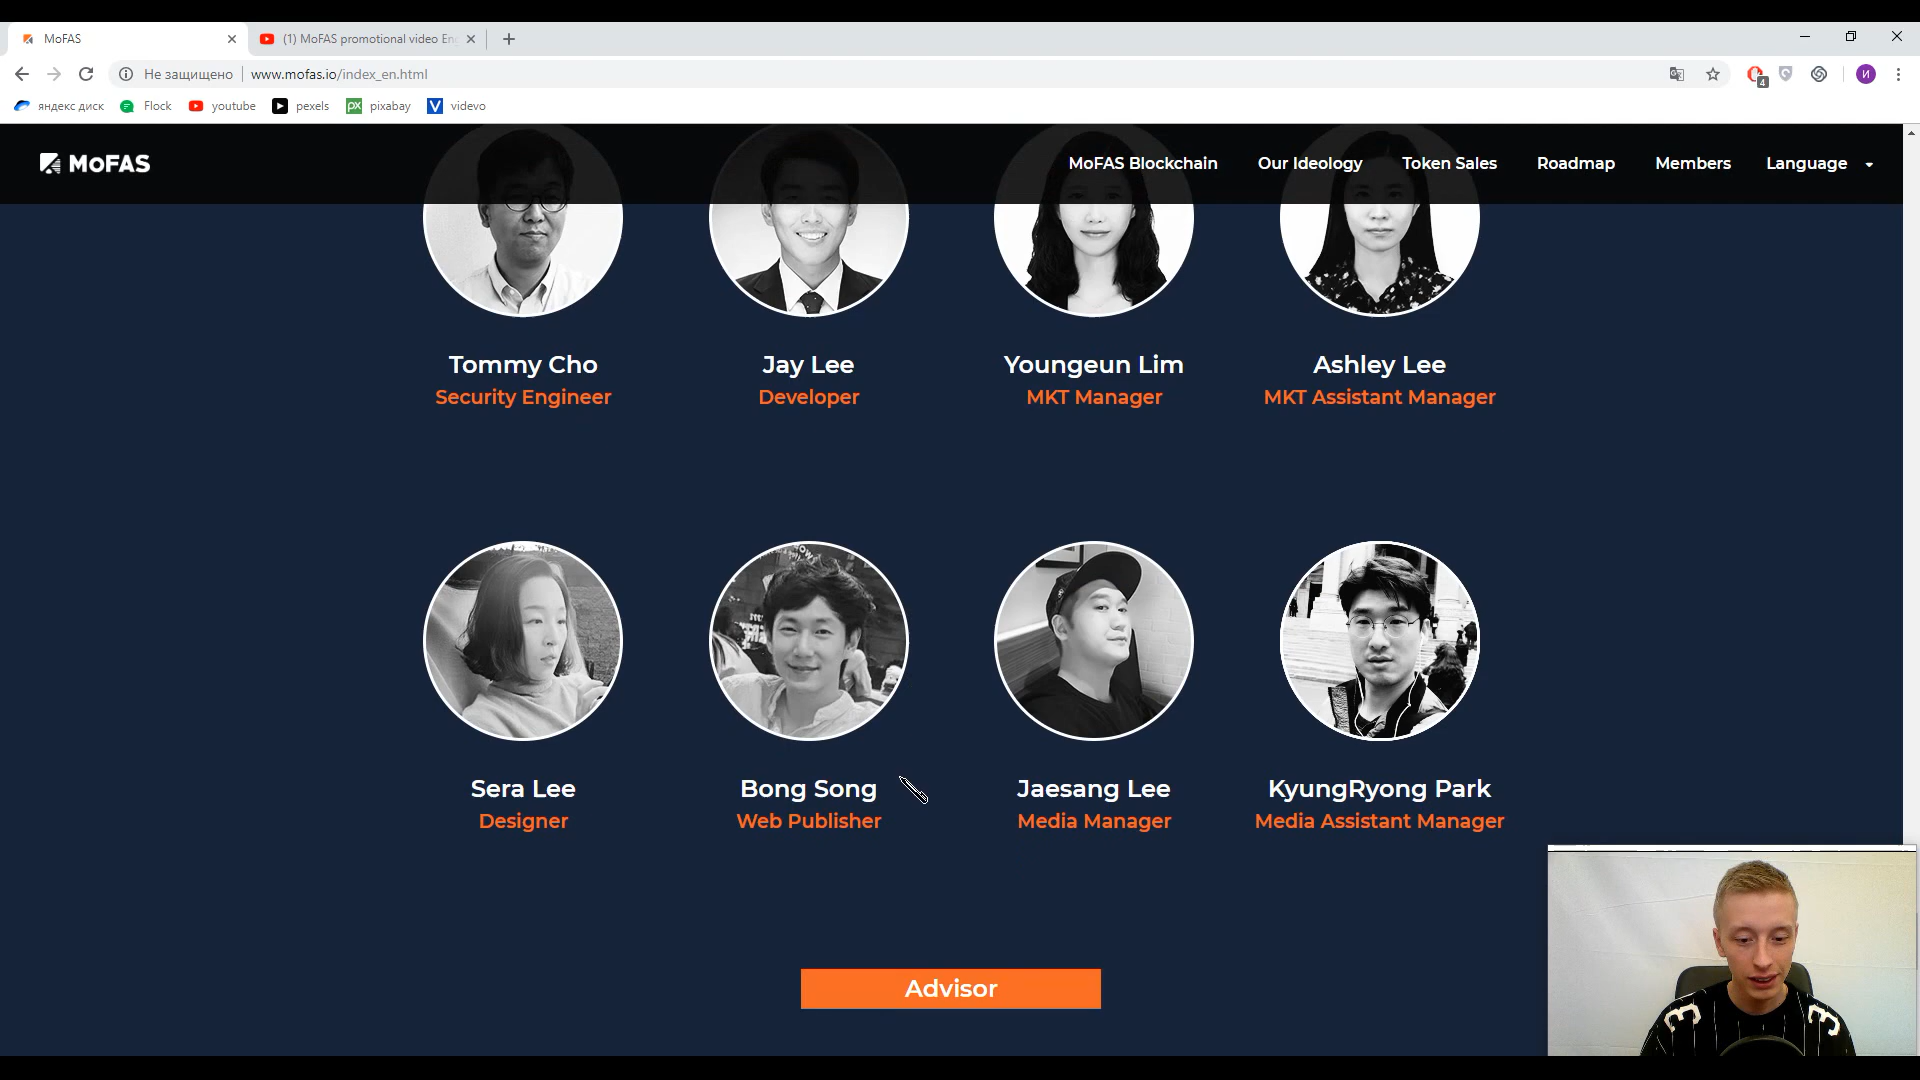 MoFAS
(1) MoFAS promotional video En
Не защищено
www.mofas.io/index_en.html
4
И
яндекс диск
Flock
youtube
px
pexels
pixabay
V
videvo
MoFAS
MoFAS Blockchain
Our Ideology
Token Sales
Roadmap
Members
Language
Tommy Cho
Jay Lee
Youngeun Lim
Ashley Lee
Security Engineer
Developer
MKT Manager
MKT Assistant Manager
Sera Lee
Bong Song
Jaesang Lee
KyungRyong Park
Designer
Web Publisher
Media Manager
Media Assistant Manager
Advisor